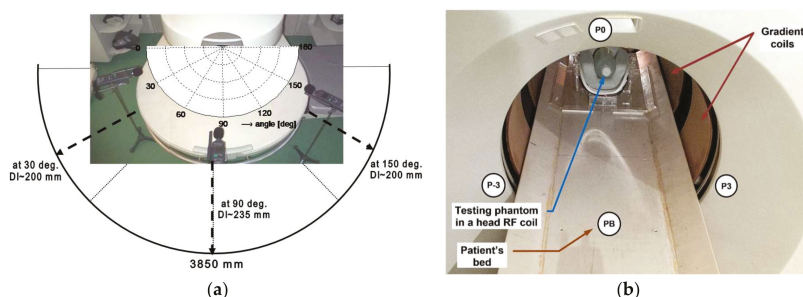 0
180
30
150
60
120
90
→ angle [deg]
at 30 deg.
DI~200 mm
at 90 deg.
DI~235 mm
at 150 deg.
DI~200 mm
3850 mm
(a)
P0
Gradient
coils
P-3
P3
Testing phantom
in a head RF coil
PB
Patient's
bed
(b)